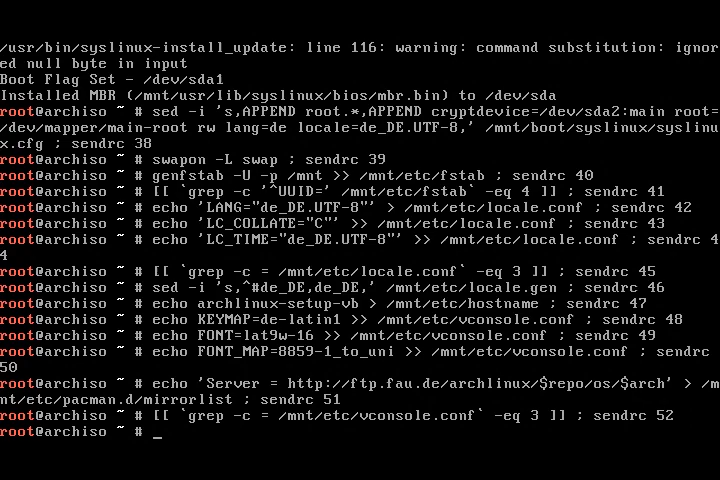 /usr/bin/syslinux-install_update: line 116: warning: command substitution: ignor
ed null byte in input
Boot Flag Set - /dev/sda1
Installed MBR (/mnt/usr/lib/syslinux/bios/mbr.bin) to /dev/sda
root@archiso ~ # sed -i 's,APPEND root.*,APPEND cryptdevice=/dev/sda2:main root=
/dev/mapper/main-root rw lang=de locale=de_DE.UTF-8,' /mnt/boot/syslinux/syslinu
x.cfg ; sendrc 38
root@archiso ~ # swapon -L swap ; sendrc 39
root@archiso ~ # genfstab -U -p /mnt >> /mnt/etc/fstab ; sendrc 40
root@archiso ~ # [[ `grep -c '^UUID=' /mnt/etc/fstab` -eq 4 ]] ; sendrc 41
root@archiso ~ # echo 'LANG="de_DE.UTF-8"' > /mnt/etc/locale.conf ; sendrc 42
root@archiso ~ # echo 'LC_COLLATE="C"' >> /mnt/etc/locale.conf ; sendrc 43
root@archiso ~ # echo 'LC_TIME="de_DE.UTF-8"' >> /mnt/etc/locale.conf ; sendrc 4
4
root@archiso ~ # [[ `grep -c = /mnt/etc/locale.conf` -eq 3 ]] ; sendrc 45
root@archiso ~ # sed -i 's,^#de_DE,de_DE,' /mnt/etc/locale.gen ; sendrc 46
root@archiso ~ # echo archlinux-setup-vb > /mnt/etc/hostname ; sendrc 47
root@archiso ~ # echo KEYMAP=de-latin1 >> /mnt/etc/vconsole.conf ; sendrc 48
root@archiso ~ # echo FONT=lat9w-16 >> /mnt/etc/vconsole.conf ; sendrc 49
root@archiso ~ # echo FONT_MAP=8859-1_to_uni >> /mnt/etc/vconsole.conf ; sendrc 
50
root@archiso ~ # echo 'Server = http://ftp.fau.de/archlinux/$repo/os/$arch' > /m
nt/etc/pacman.d/mirrorlist ; sendrc 51
root@archiso ~ # [[ `grep -c = /mnt/etc/vconsole.conf` -eq 3 ]] ; sendrc 52
root@archiso ~ # _